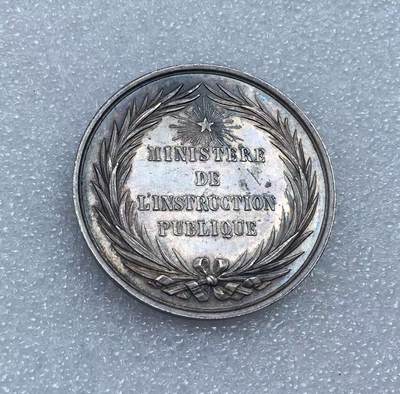 MINISTERE
DE
L'INSTRUCTION
PUBLIQUE